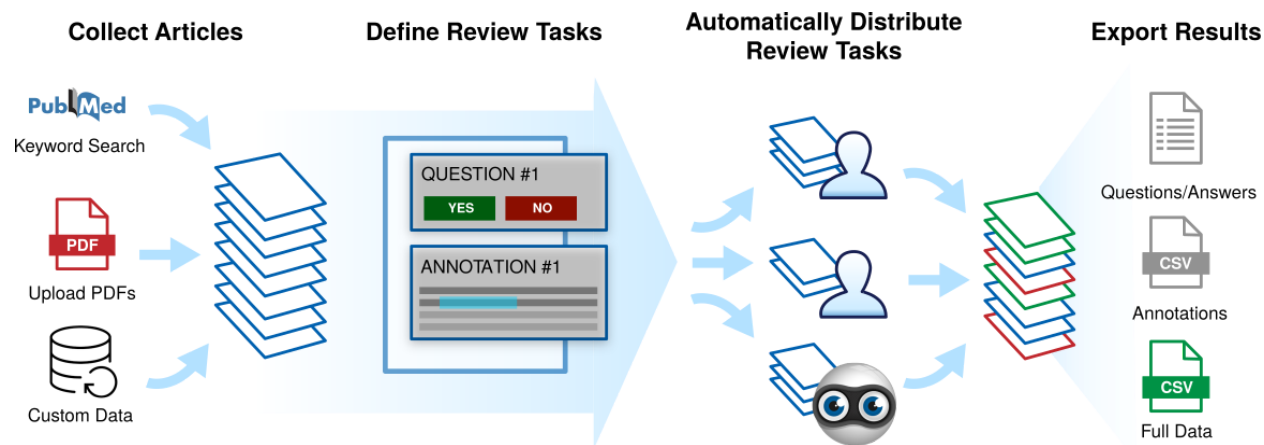 Collect Articles
PubMed
Keyword Search
PDF
Upload PDFs
Custom Data
Define Review Tasks
QUESTION #1
YES NO
ANNOTATION #1
Automatically Distribute
Review Tasks
Export Results
Questions/Answers
CSV
Annotations
CSV
Full Data